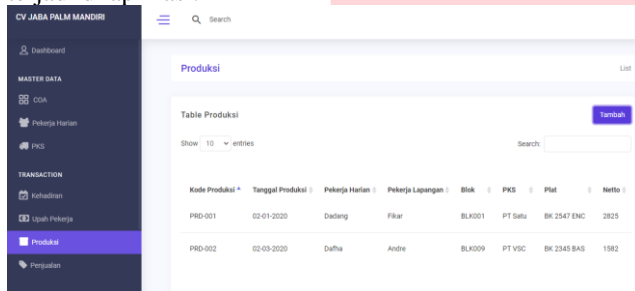 CV JABA PALM MANDIRI
Search
Dashboard
MASTER DATA
COA
Pekerja Harian
PKS
TRANSACTION
Kehadiran
Upah Pekerja
Produksi
Penjualan
Produksi
List
Table Produksi
Tambah
Show 10 entries
Search:
Kode Produksi Tanggal Produksi Pekerja Harian Pekerja Lapangan Blok PKS Plat Netto
PRD-001 02-01-2020 Dadang Fikar BLK001 PT Satu BK 2547 ENC 2825
PRD-002 02-03-2020 Dafha Andre BLK009 PT VSC BK 2345 BAS 1582